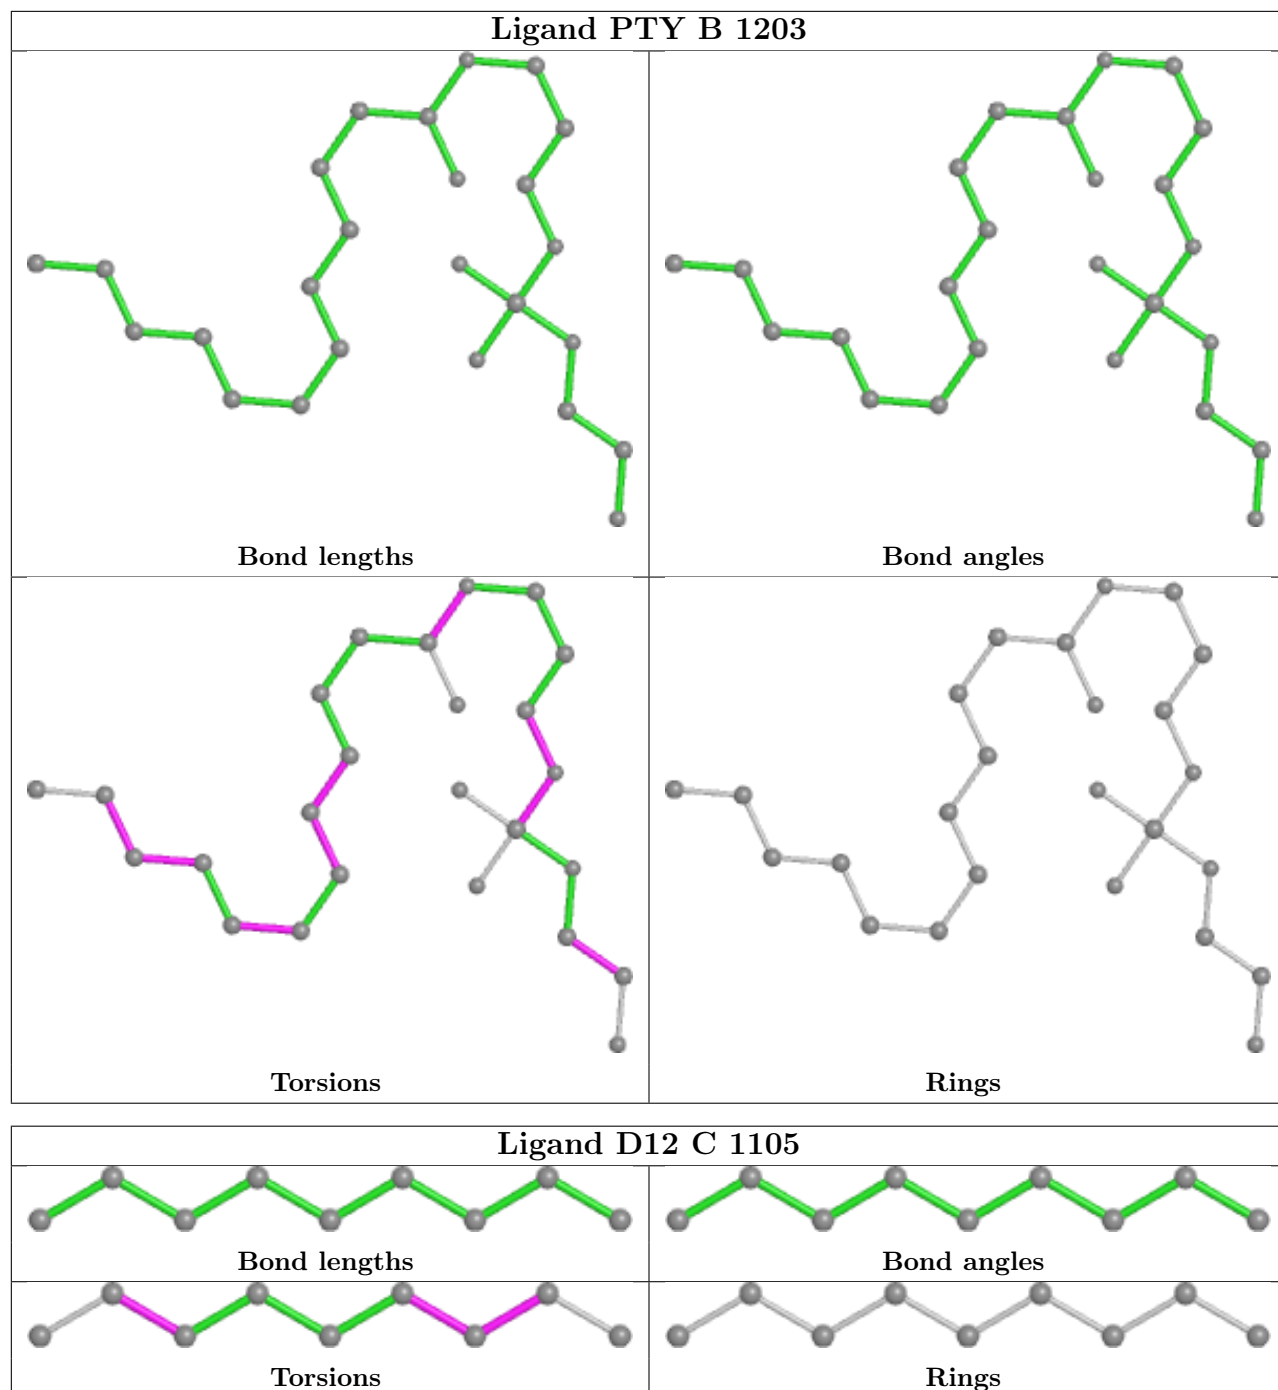 Ligand PTY B 1203
Bond lengths
Bond angles
Torsions
Rings
Ligand D12 C 1105
Bond lengths
Bond angles
Torsions
Rings